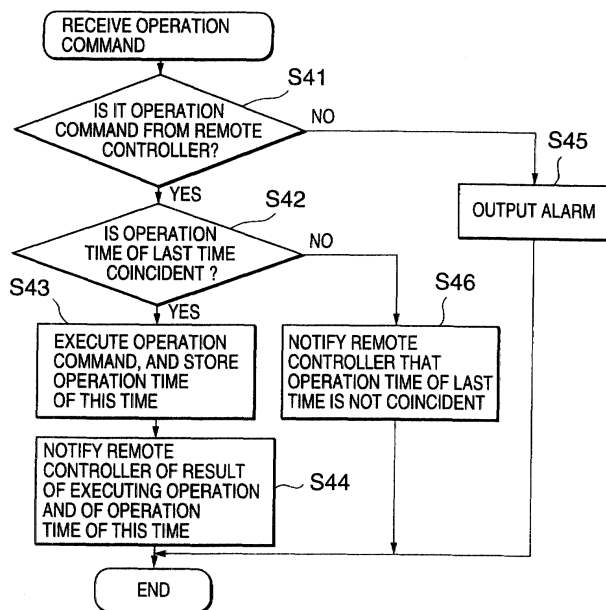 RECEIVE OPERATION
COMMAND
S41
IS IT OPERATION
COMMAND FROM REMOTE
CONTROLLER?
NO
YES
S45
OUTPUT ALARM
S42
IS OPERATION
TIME OF LAST TIME
COINCIDENT ?
NO
YES
S43
EXECUTE OPERATION
COMMAND, AND STORE
OPERATION TIME
OF THIS TIME
S46
NOTIFY REMOTE
CONTROLLER THAT
OPERATION TIME OF LAST
TIME IS NOT COINCIDENT
NOTIFY REMOTE
CONTROLLER OF RESULT
OF EXECUTING OPERATION
AND OF OPERATION
TIME OF THIS TIME
S44
END